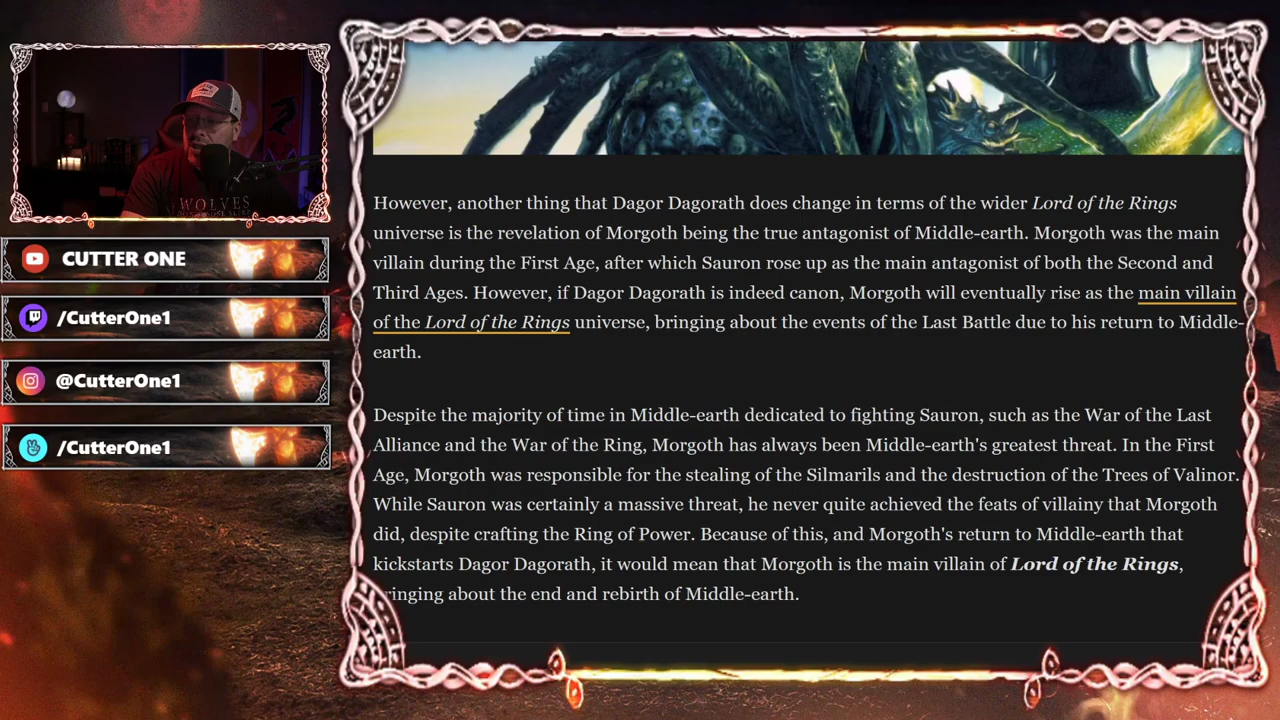 WOLVES
CUTTER ONE
/CutterOne1
@CutterOne1
/CutterOne1
However, another thing that Dagor Dagorath does change in terms of the wider Lord of the Rings
universe is the revelation of Morgoth being the true antagonist of Middle-earth. Morgoth was the main
villain during the First Age, after which Sauron rose up as the main antagonist of both the Second and
Third Ages. However, if Dagor Dagorath is indeed canon, Morgoth will eventually rise as the main villain
of the Lord of the Rings universe, bringing about the events of the Last Battle due to his return to Middle-
earth.
Despite the majority of time in Middle-earth dedicated to fighting Sauron, such as the War of the Last
Alliance and the War of the Ring, Morgoth has always been Middle-earth's greatest threat. In the First
Age, Morgoth was responsible for the stealing of the Silmarils and the destruction of the Trees of Valinor.
While Sauron was certainly a massive threat, he never quite achieved the feats of villainy that Morgoth
did, despite crafting the Ring of Power. Because of this, and Morgoth's return to Middle-earth that
kickstarts Dagor Dagorath, it would mean that Morgoth is the main villain of Lord of the Rings,
ringing about the end and rebirth of Middle-earth.